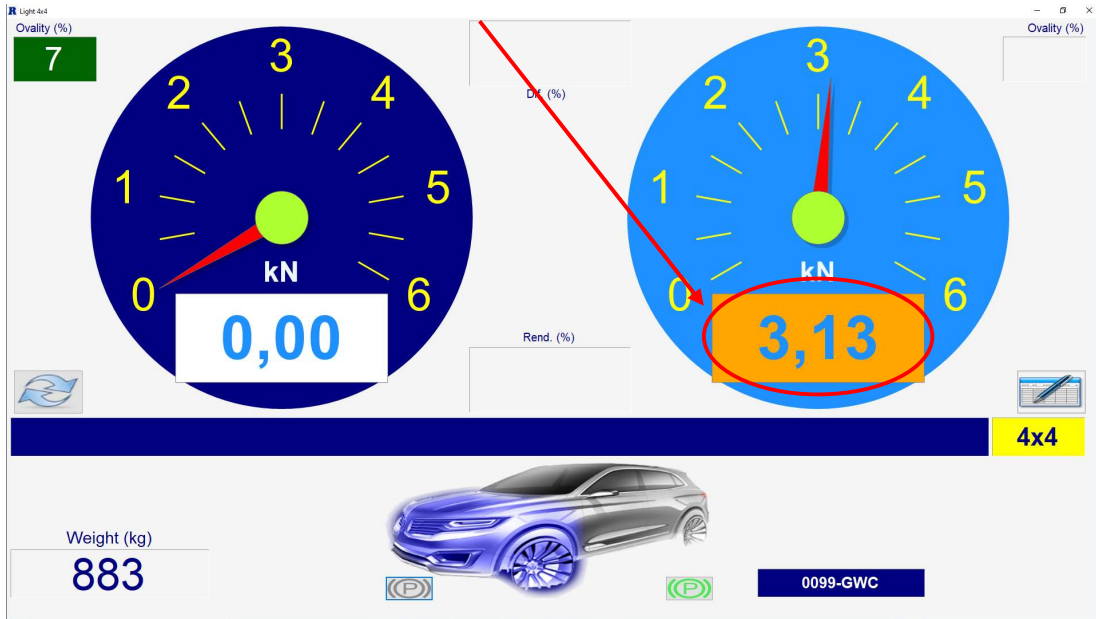 R Light 4x4
Ovality (%)
7
Ovality (%)
0
1
2
3
4
5
6
kN
0,00
Dif. (%)
Rend. (%)
0
1
2
3
4
5
6
kN
3,13
4x4
Weight (kg)
883
(P)
(P)
0099-GWC